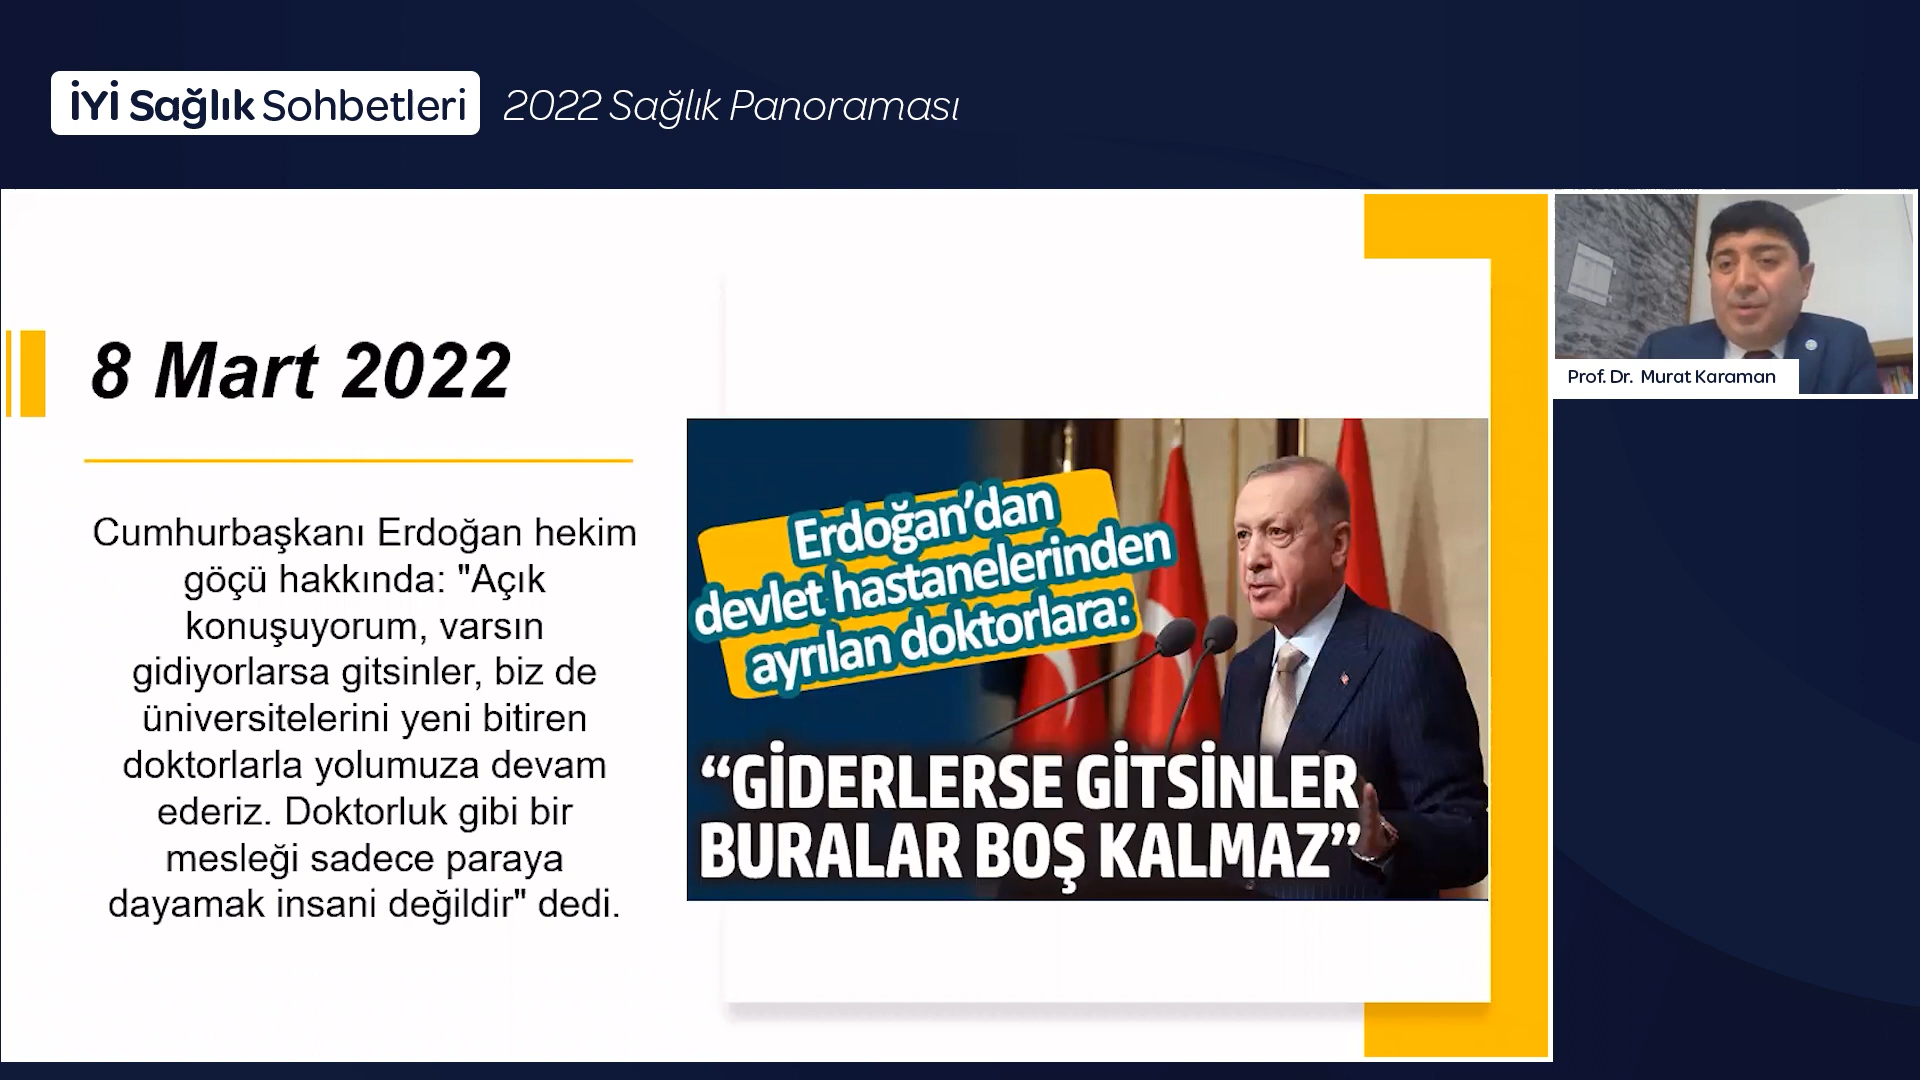 İYİ Sağlık Sohbetleri 2022 Sağlık Panoraması
8 Mart 2022
Cumhurbaşkanı Erdoğan hekim
göçü hakkında: "Açık
konuşuyorum, varsın
gidiyorlarsa gitsinler, biz de
üniversitelerini yeni bitiren
doktorlarla yolumuza devam
ederiz. Doktorluk gibi bir
mesleği sadece paraya
dayamak insani değildir" dedi.
Erdoğan’dan
devlet hastanelerinden
ayrılan doktorlara:
“GİDERLERSE GİTSİNLER
BURALAR BOŞ KALMAZ”
Prof. Dr. Murat Karaman